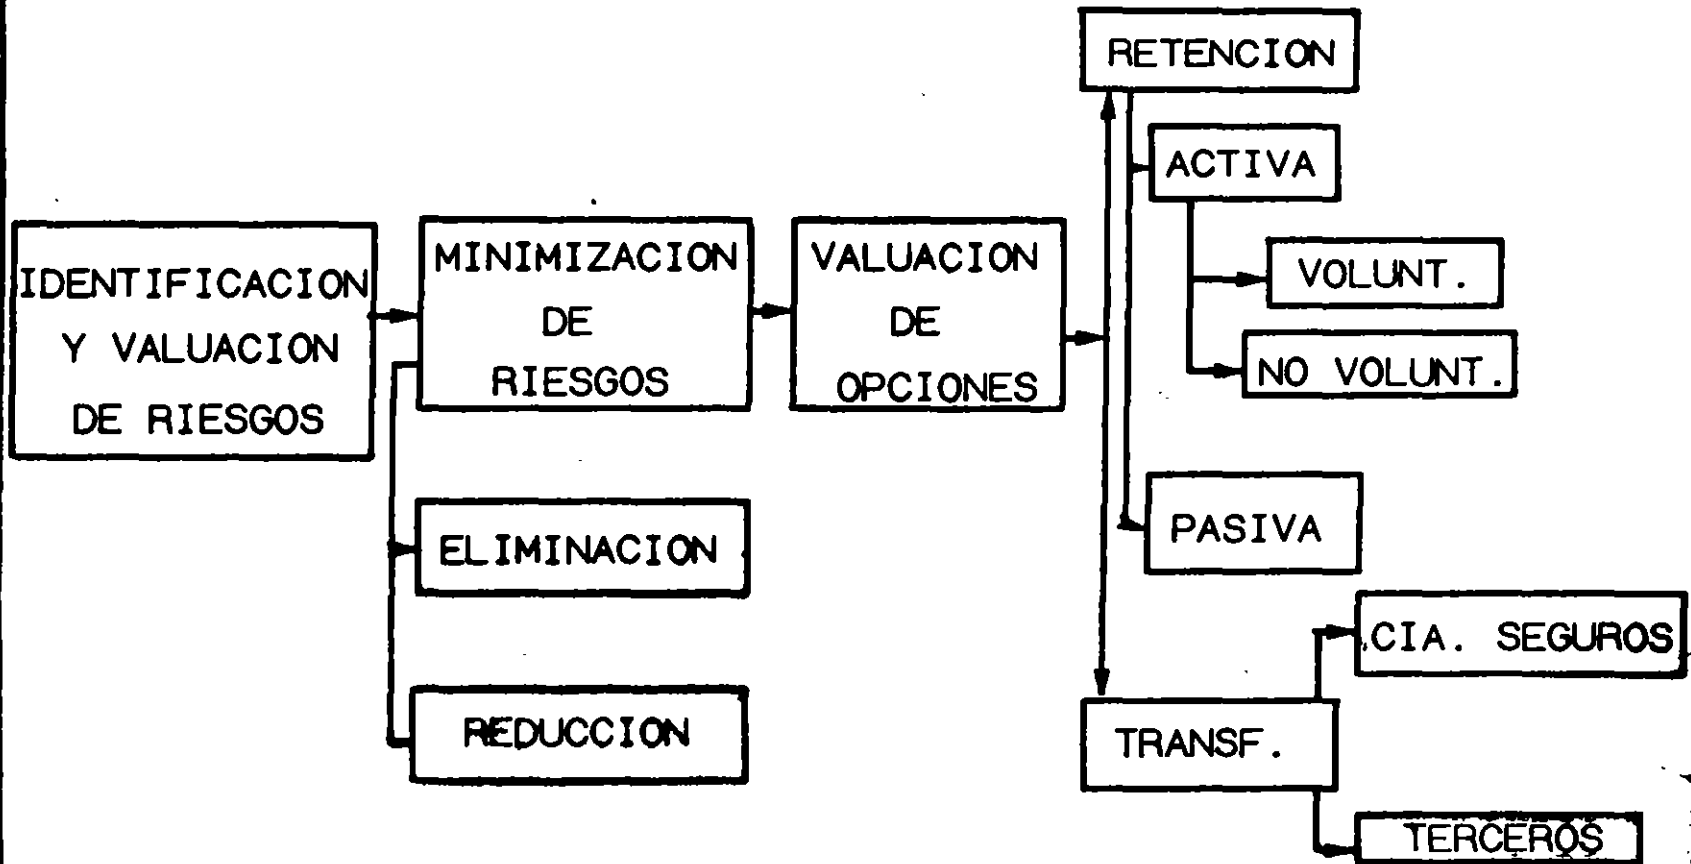 IDENTIFICACION
Y VALUACION
DE RIESGOS
MINIMIZACION
DE
RIESGOS
ELIMINACION
REDUCCION
VALUACION
DE
OPCIONES
RETENCION
ACTIVA
VOLUNT.
NO VOLUNT.
PASIVA
TRANSF.
CIA. SEGUROS
TERCEROS